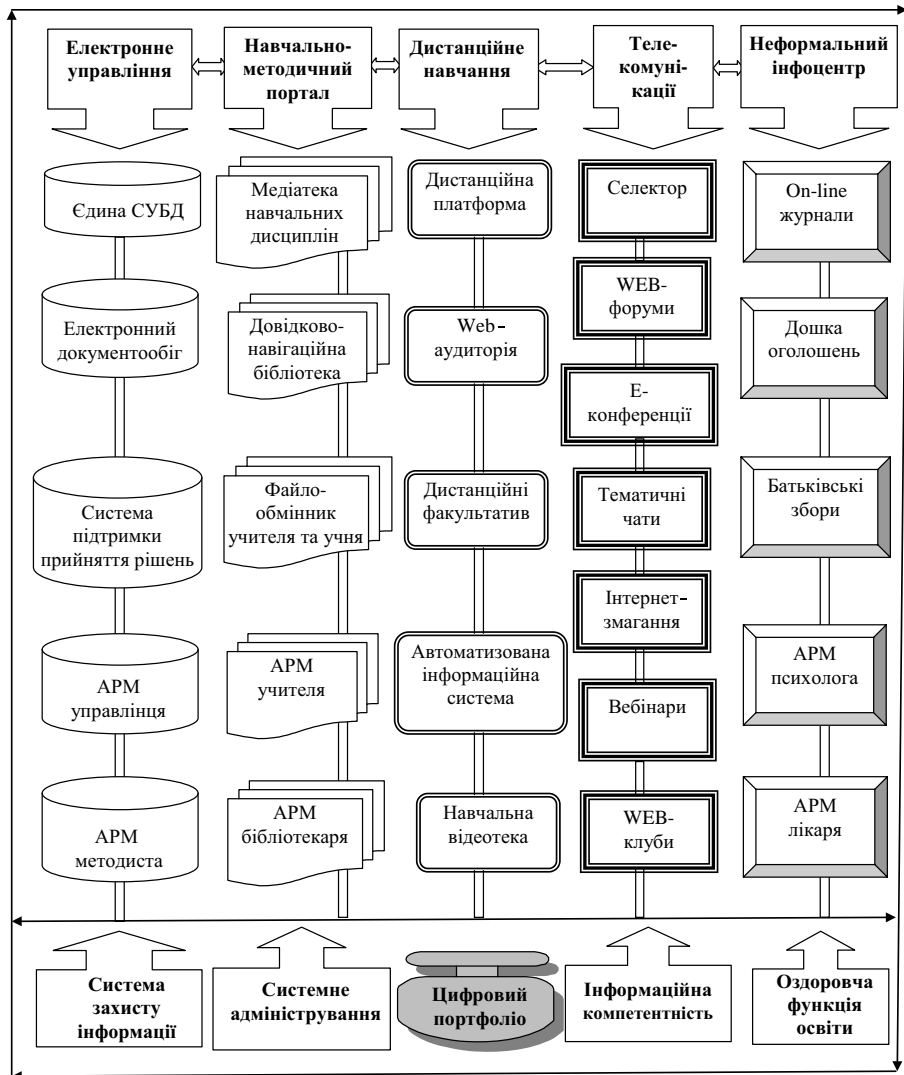 Електронне
управління
Навчально-
методичний
портал
Дистанційне
навчання
Теле-
комуні-
кації
Неформальний
інфоцентр
Єдина СУБД
Електронний
документообіг
Система
підтримки
прийняття рішень
АРМ
управлінця
АРМ
методиста
Медіатека
навчальних
дисциплін
Довідково-
навігаційна
бібліотека
Файло-
обмінник
учителя та учня
АРМ
учителя
АРМ
бібліотекаря
Дистанційна
платформа
Web-
аудиторія
Дистанційні
факультатив
Автоматизована
інформаційна
система
Навчальна
відеотека
Селектор
WEB-
форуми
E-
конференції
Тематичні
чати
Інтернет-
змагання
Вебінари
WEB-
клуби
On-line
журнали
Дошка
оголошень
Батьківські
збори
АРМ
психолога
АРМ
лікаря
Система
захисту
інформації
Системне
адміністрування
Цифровий
портфоліо
Інформаційна
компетентність
Оздоровча
функція
освіти